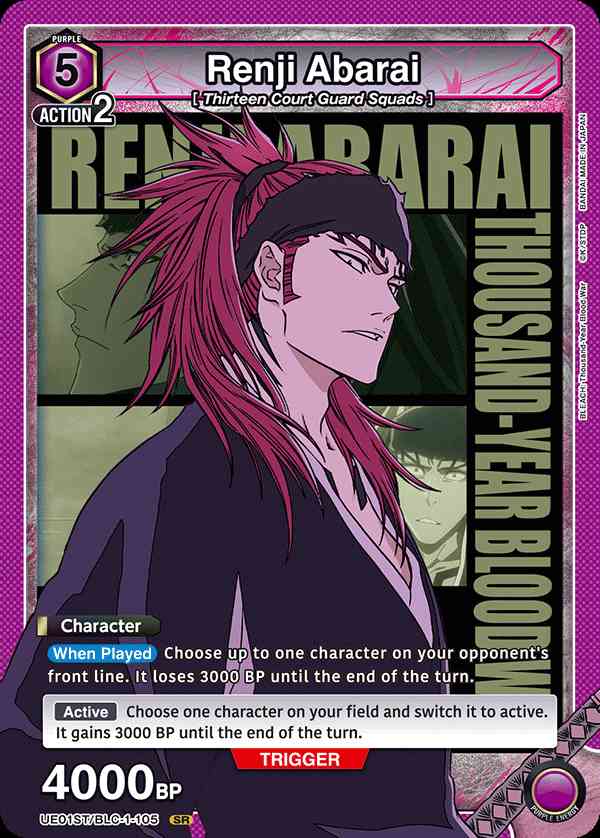 PURPLE
5
ACTION 2
Renji Abarai
[ Thirteen Court Guard Squads ]
RENJI ABARAI
THOUSAND-YEAR BLOODW
©K/STDP BANDAI MADE IN JAPAN
BLEACH: Thousand-Year Blood War
Character
When Played Choose up to one character on your opponent's
front line. It loses 3000 BP until the end of the turn.
Active Choose one character on your field and switch it to active.
It gains 3000 BP until the end of the turn.
TRIGGER
4000 BP
UE01ST/BLC-1-105 SR
PURPLE ENERGY